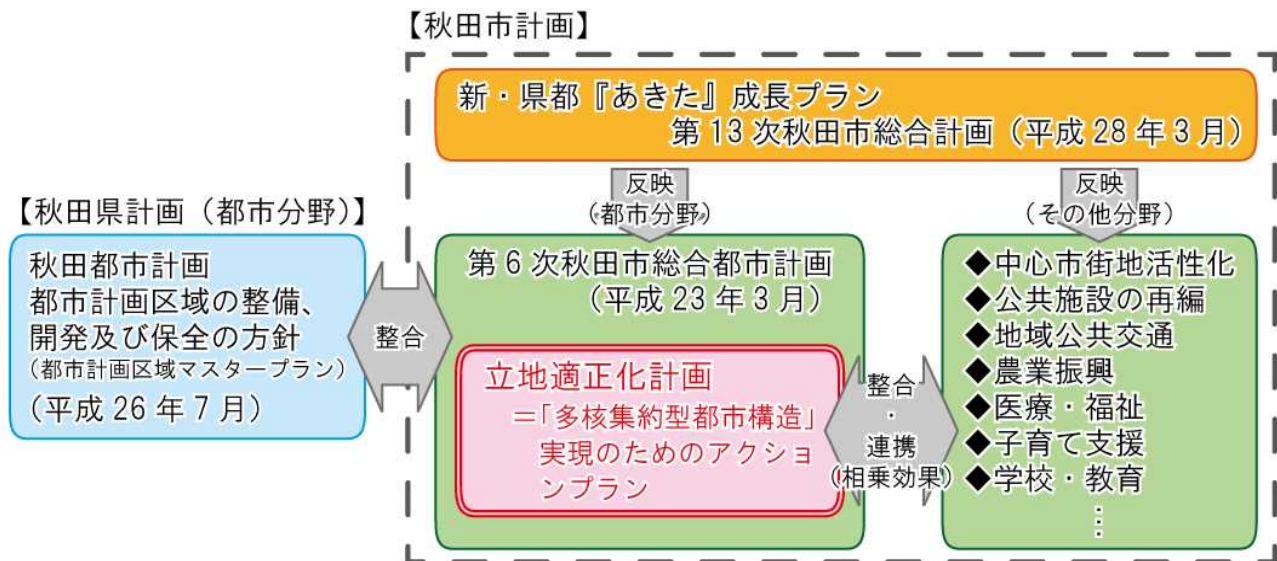 【秋田市計画】
新・県都『あきた』成長プラン
第13次秋田市総合計画（平成28年3月）
反映
（都市分野）
反映
（その他分野）
【秋田県計画（都市分野）】
秋田都市計画
都市計画区域の整備、
開発及び保全の方針
（都市計画区域マスタープラン）
（平成26年7月）
整合
第6次秋田市総合都市計画
（平成23年3月）
立地適正化計画
＝「多核集約型都市構造」
実現のためのアクショ
ンプラン
整合
・
連携
（相乗効果）
◆中心市街地活性化
◆公共施設の再編
◆地域公共交通
◆農業振興
◆医療・福祉
◆子育て支援
◆学校・教育
⋮